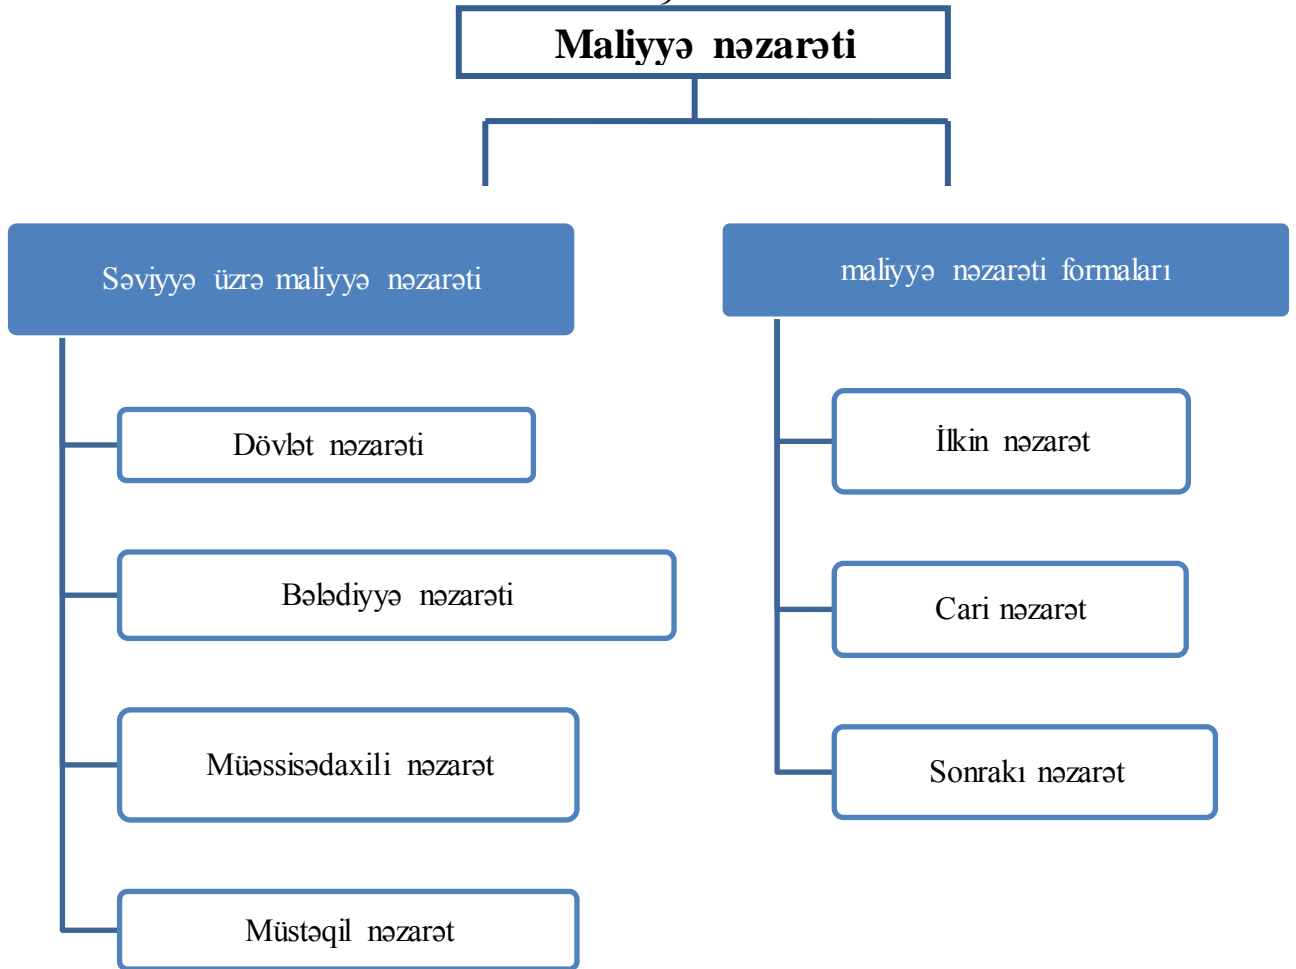 Maliyyə nəzarəti
Səviyyə üzrə maliyyə nəzarəti
Dövlət nəzarəti
Bələdiyyə nəzarəti
Müəssisədaxili nəzarət
Müstəqil nəzarət
maliyyə nəzarəti formaları
İlkin nəzarət
Cari nəzarət
Sonrakı nəzarət